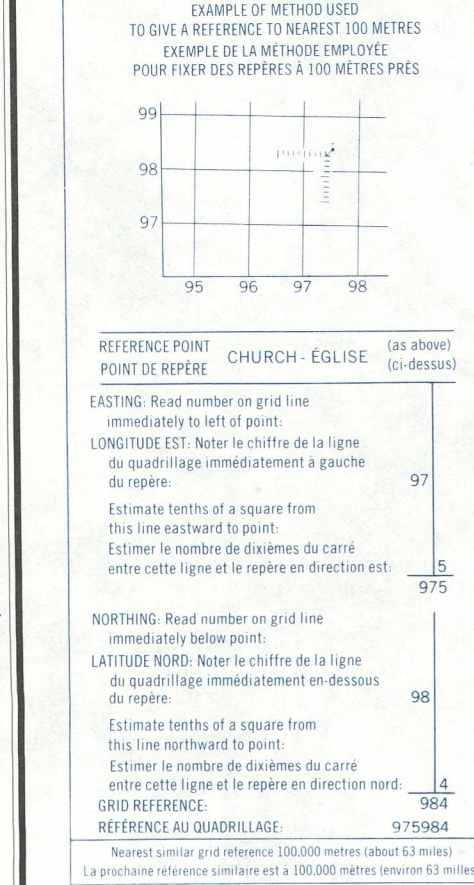 EXAMPLE OF METHOD USED
TO GIVE A REFERENCE TO NEAREST 100 METRES
EXEMPLE DE LA MÉTHODE EMPLOYÉE
POUR FIXER DES REPÈRES À 100 MÈTRES PRÈS
99
98
97
95 96 97 98
REFERENCE POINT
POINT DE REPÈRE
CHURCH - ÉGLISE
(as above)
(ci-dessus)
EASTING: Read number on grid line
immediately to left of point:
LONGITUDE EST: Noter le chiffre de la ligne
du quadrillage immédiatement à gauche
du repère: 97
Estimate tenths of a square from
this line eastward to point:
Estimer le nombre de dixièmes du carré
entre cette ligne et le repère en direction est: 5
975
NORTHING: Read number on grid line
immediately below point:
LATITUDE NORD: Noter le chiffre de la ligne
du quadrillage immédiatement en-dessous
du repère: 98
Estimate tenths of a square from
this line northward to point:
Estimer le nombre de dixièmes du carré
entre cette ligne et le repère en direction nord: 4
GRID REFERENCE: 984
RÉFÉRENCE AU QUADRILLAGE: 975984
Nearest similar grid reference 100,000 metres (about 63 miles)
La prochaine référence similaire est à 100.000 mètres (environ 63 milles